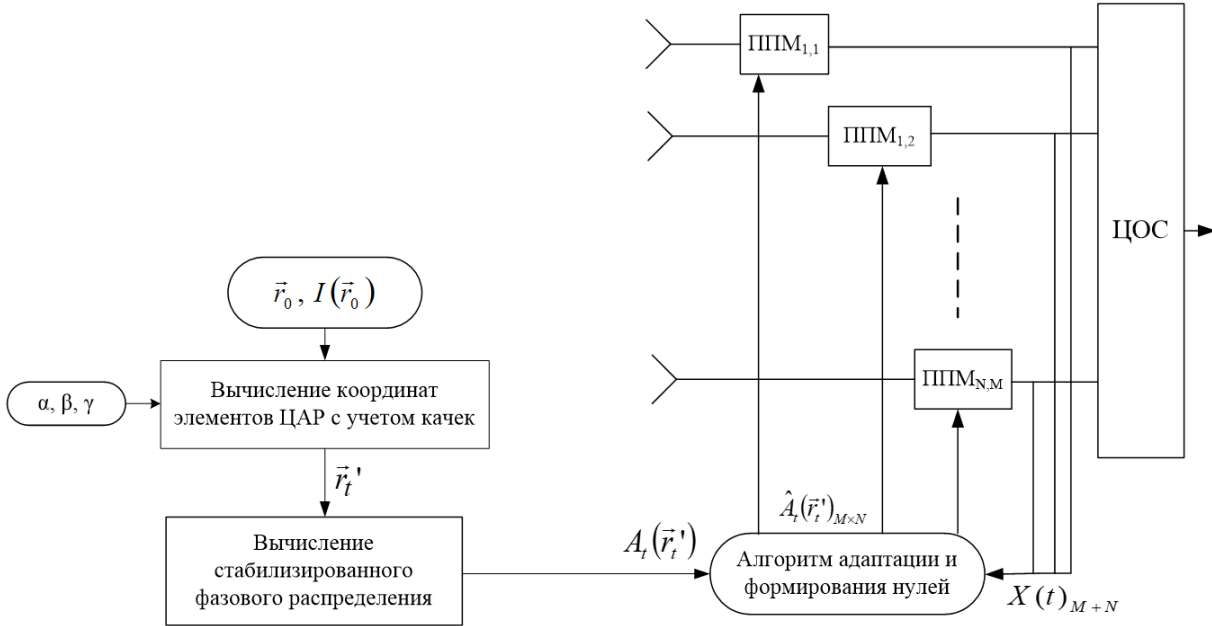 ППМ1,1
ППМ1,2
ЦОС
r⃗₀ , I(r⃗₀)
ППМN,M
α, β, γ
Вычисление координат
элементов ЦАР с учетом качек
r⃗ₜ'
Âₜ(r⃗ₜ')M×N
Aₜ(r⃗ₜ')
Вычисление
стабилизированного
фазового распределения
Алгоритм адаптации и
формирования нулей
X(t)M+N